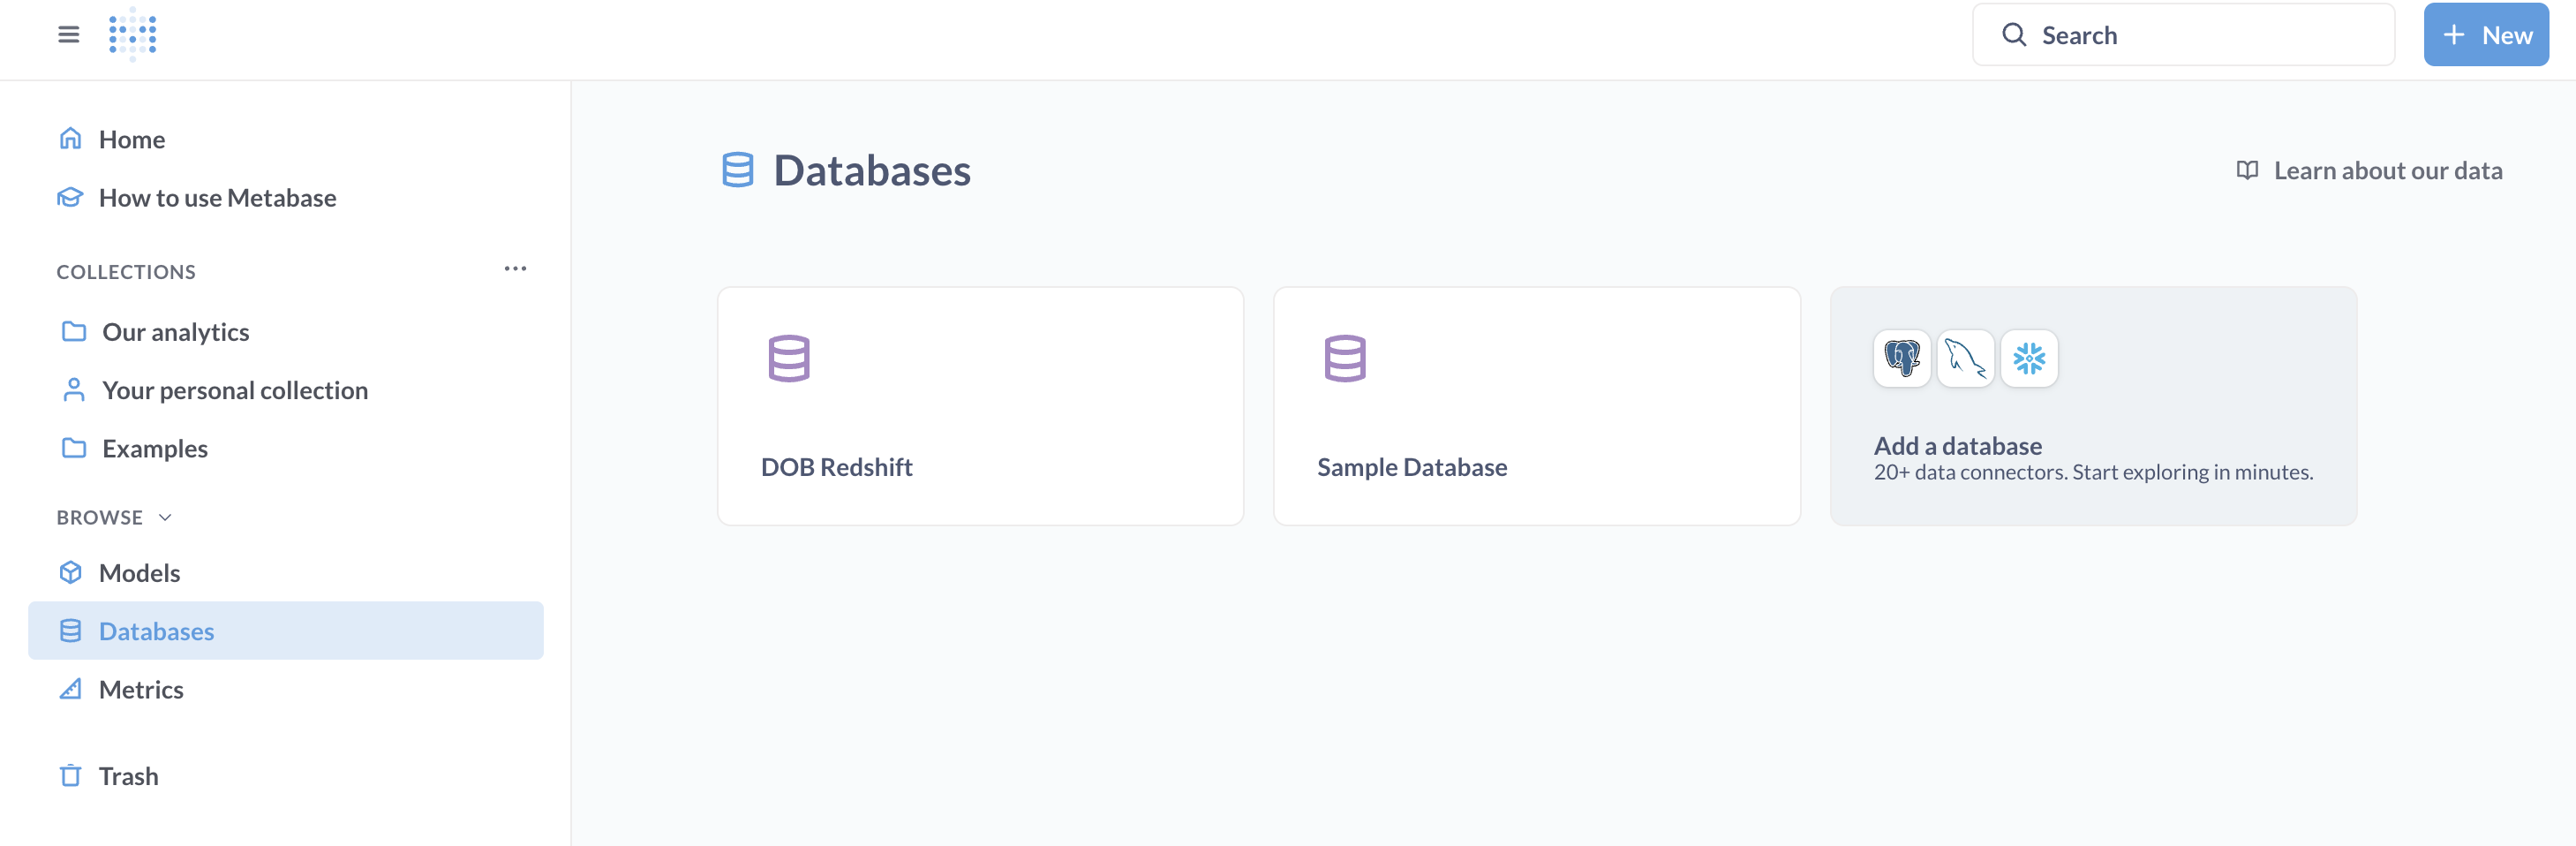 Search
New
Home
How to use Metabase
COLLECTIONS
Our analytics
Your personal collection
Examples
BROWSE
Models
Databases
Metrics
Trash
Databases
Learn about our data
DOB Redshift
Sample Database
Add a database
20+ data connectors. Start exploring in minutes.